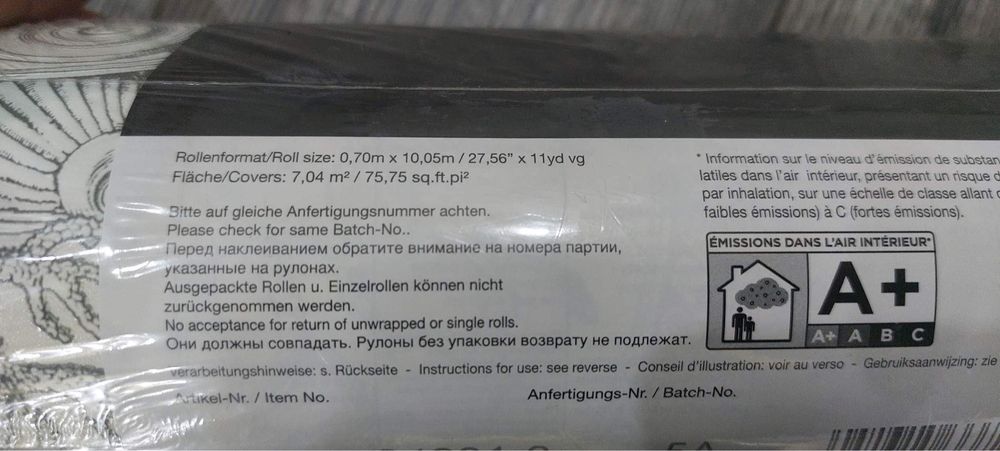 Rollenformat/Roll size: 0,70m x 10,05m / 27,56" x 11yd vg
Fläche/Covers: 7,04 m² / 75,75 sq.ft.pi²
Bitte auf gleiche Anfertigungsnummer achten.
Please check for same Batch-No..
Перед наклеиванием обратите внимание на номера партии,
указанные на рулонах.
Ausgepackte Rollen u. Einzelrollen können nicht
zurückgenommen werden.
No acceptance for return of unwrapped or single rolls.
Они должны совпадать. Рулоны без упаковки возврату не подлежат.
* Information sur le niveau d'émission de substan
latiles dans l'air intérieur, présentant un risque d
par inhalation, sur une échelle de classe allant
faibles émissions) à C (fortes émissions).
ÉMISSIONS DANS L'AIR INTÉRIEUR*
A+
A+ A B C
verarbeitungshinweise: s. Rückseite - Instructions for use: see reverse - Conseil d'illustration: voir au verso - Gebruiksaanwijzing: zie
Artikel-Nr. / Item No.
Anfertigungs-Nr. / Batch-No.